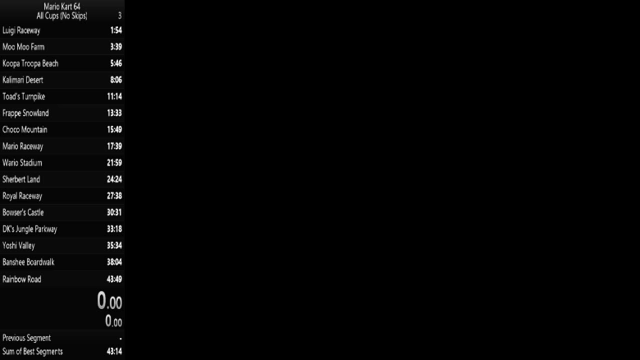 Mario Kart 64
All Cups (No Skips) 3
Luigi Raceway 1:54
Moo Moo Farm 3:39
Koopa Troopa Beach 5:46
Kalimari Desert 8:06
Toad's Turnpike 11:14
Frappe Snowland 13:33
Choco Mountain 15:49
Mario Raceway 17:39
Wario Stadium 21:59
Sherbert Land 24:24
Royal Raceway 27:38
Bowser's Castle 30:31
DK's Jungle Parkway 33:18
Yoshi Valley 35:34
Banshee Boardwalk 38:04
Rainbow Road 43:49
0.00
0.00
Previous Segment -
Sum of Best Segments 43:14